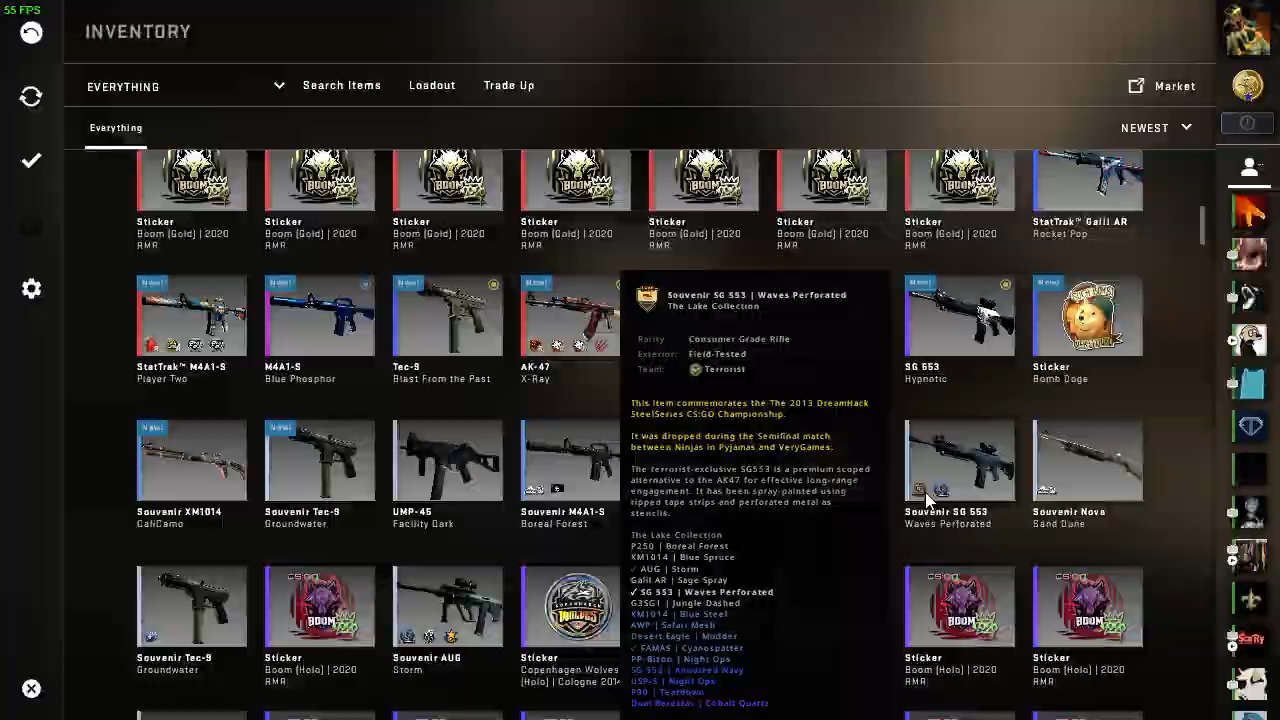 55 FPS
INVENTORY
EVERYTHING
Search Items
Loadout
Trade Up
Market
Everything
NEWEST
Sticker
Boom (Gold) | 2020
RMR
Sticker
Boom (Gold) | 2020
RMR
Sticker
Boom (Gold) | 2020
RMR
Sticker
Boom (Gold) | 2020
RMR
Sticker
Boom (Gold) | 2020
RMR
Sticker
Boom (Gold) | 2020
RMR
Sticker
Boom (Gold) | 2020
RMR
StatTrak™ Galil AR
Rocket Pop
StatTrak™ M4A1-S
Player Two
M4A1-S
Blue Phosphor
Tec-9
Blast From the Past
AK-47
X-Ray
SG 553
Hypnotic
Sticker
Bomb Doge
Souvenir XM1014
CaliCamo
Souvenir Tec-9
Groundwater
UMP-45
Facility Dark
Souvenir M4A1-S
Boreal Forest
Souvenir SG 553
Waves Perforated
Souvenir Nova
Sand Dune
Souvenir Tec-9
Groundwater
Sticker
Boom (Holo) | 2020
RMR
Souvenir AUG
Storm
Sticker
Copenhagen Wolves
(Holo) | Cologne 2014
Sticker
Boom (Holo) | 2020
RMR
Sticker
Boom (Holo) | 2020
RMR
Souvenir SG 553 | Waves Perforated
The Lake Collection
Rarity Consumer Grade Rifle
Exterior: Field-Tested
Team: Terrorist
This item commemorates the The 2013 DreamHack
SteelSeries CS:GO Championship.
It was dropped during the Semifinal match
between Ninjas in Pyjamas and VeryGames.
The terrorist-exclusive SG553 is a premium scoped
alternative to the AK47 for effective long-range
engagement. It has been spray-painted using
ripped tape strips and perforated metal as
stencils.
The Lake Collection
P250 | Boreal Forest
XM1014 | Blue Spruce
✓ AUG | Storm
Galil AR | Sage Spray
✓ SG 553 | Waves Perforated
G3SG1 | Jungle Dashed
XM1014 | Blue Steel
AWP | Safari Mesh
Desert Eagle | Mudder
✓ FAMAS | Cyanospatter
PP-Bizon | Night Ops
SG 553 | Anodized Navy
USP-S | Night Ops
P90 | Teardown
Dual Berettas | Cobalt Quartz